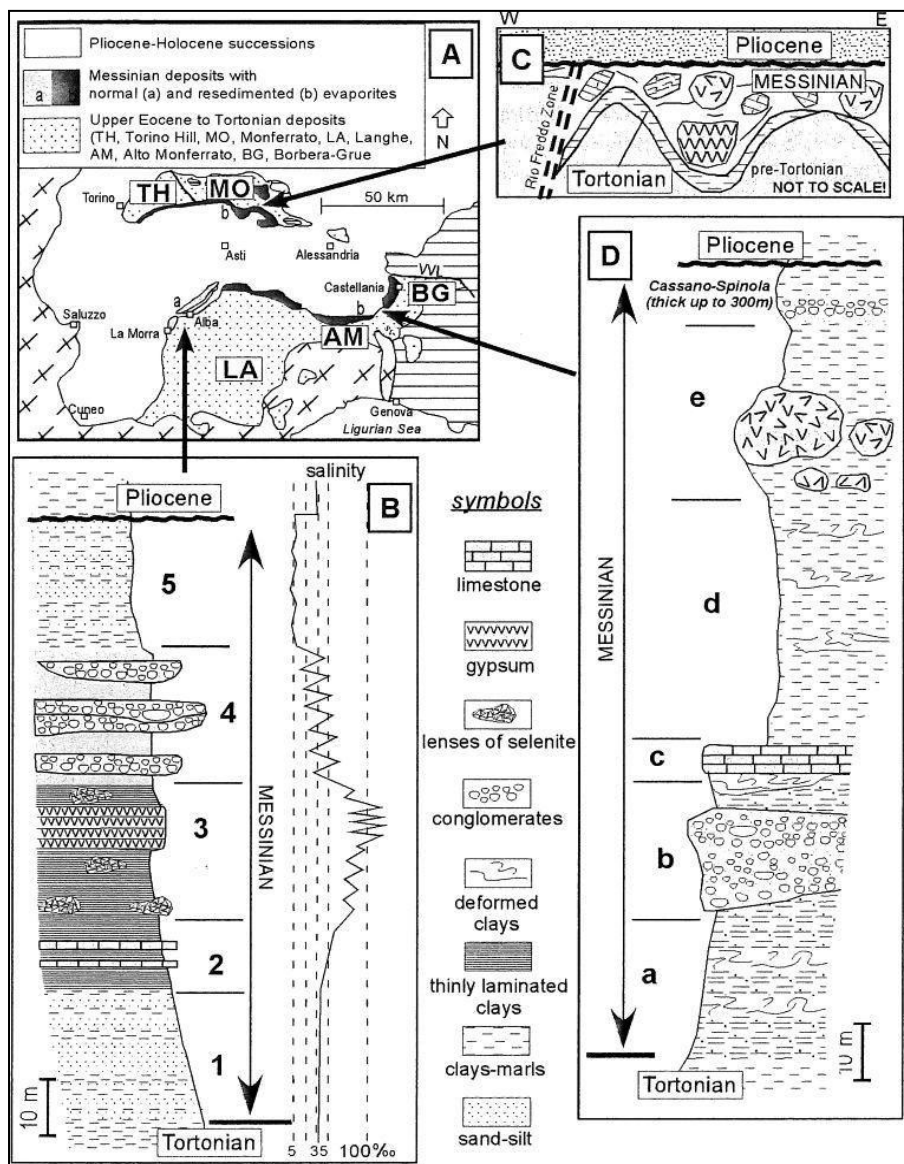 Pliocene-Holocene successions
A
a
b
Messinian deposits with
normal (a) and resedimented (b) evaporites
Upper Eocene to Tortonian deposits
(TH, Torino Hill, MO, Monferrato, LA, Langhe,
AM, Alto Monferrato, BG, Borbera-Grue
N
Torino
TH
MO
b
50 km
Asti
Alessandria
VVL
Castellania
BG
Saluzzo
a
Alba
b
La Morra
AM
SV
LA
Cuneo
Genova
Ligurian Sea
W
E
C
Pliocene
MESSINIAN
Rio Freddo Zone
Tortonian
pre-Tortonian
NOT TO SCALE!
D
Pliocene
Cassano-Spinola
(thick up to 300m)
e
d
MESSINIAN
c
b
a
10 m
Tortonian
salinity
B
Pliocene
5
4
3
MESSINIAN
2
1
10 m
Tortonian
5 35 100‰
symbols
limestone
gypsum
lenses of selenite
conglomerates
deformed
clays
thinly laminated
clays
clays-marls
sand-silt